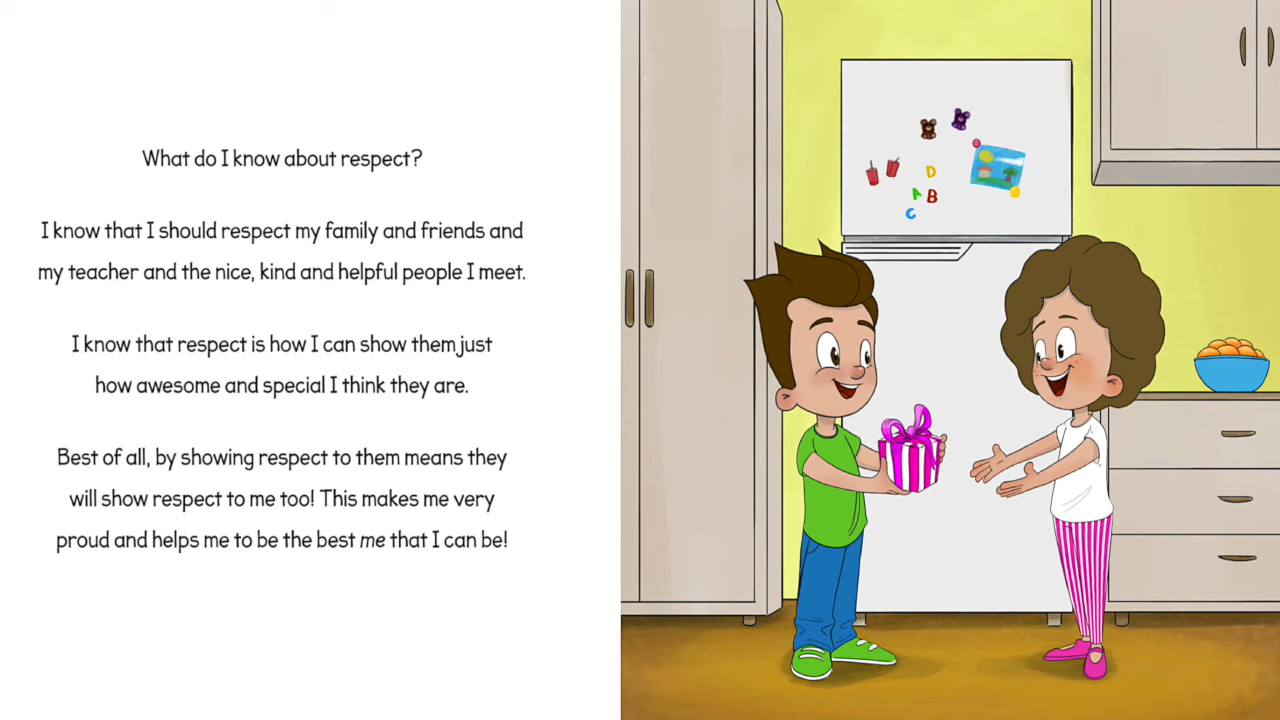 What do I know about respect?
I know that I should respect my family and friends and
my teacher and the nice, kind and helpful people I meet.
I know that respect is how I can show them just
how awesome and special I think they are.
Best of all, by showing respect to them means they
will show respect to me too! This makes me very
proud and helps me to be the best me that I can be!
D
A B
C